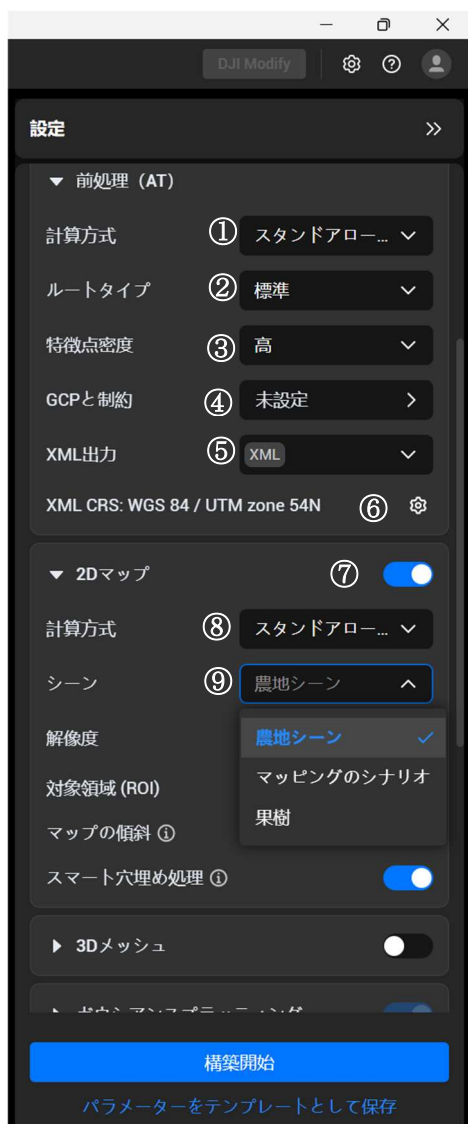 DJI Modify
設定
前処理（AT）
計算方式 ① スタンドアロー...
ルートタイプ ② 標準
特徴点密度 ③ 高
GCPと制約 ④ 未設定
XML出力 ⑤ XML
XML CRS: WGS 84 / UTM zone 54N ⑥
2Dマップ ⑦
計算方式 ⑧ スタンドアロー...
シーン ⑨ 農地シーン
解像度 農地シーン
対象領域 (ROI) マッピングのシナリオ
マップの傾斜 果樹
スマート穴埋め処理
3Dメッシュ
構築開始
パラメーターをテンプレートとして保存